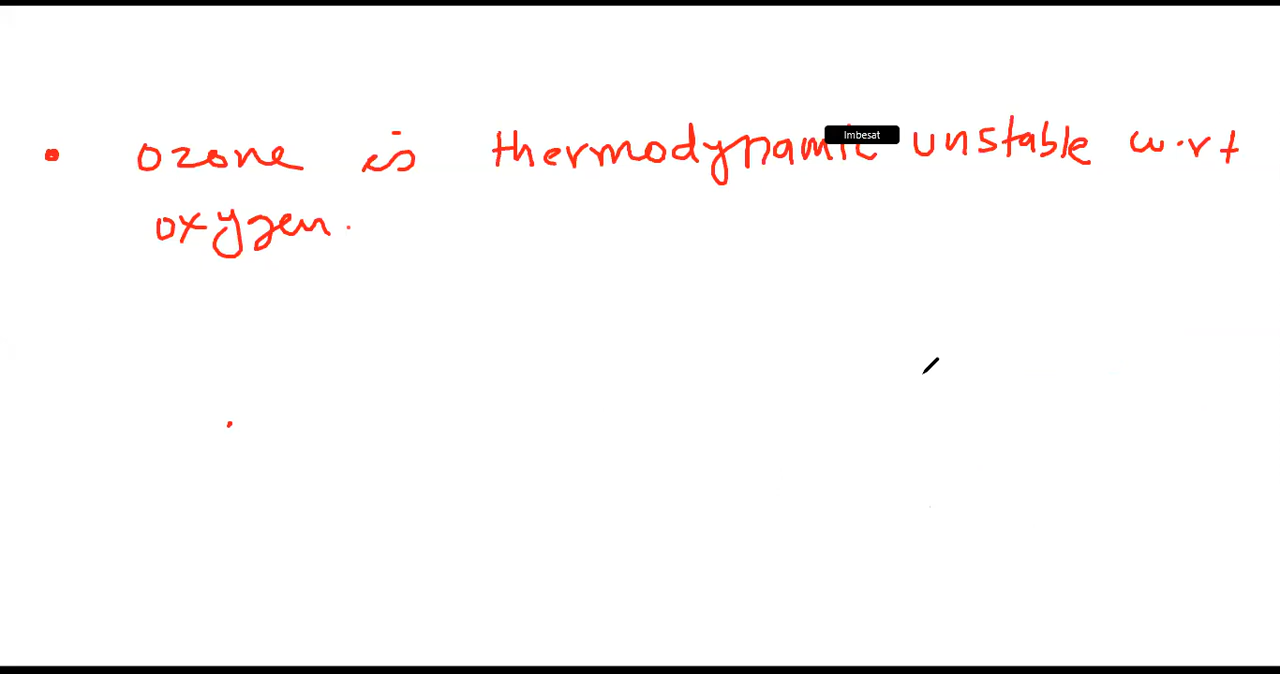 • ozone is thermodynamic unstable w.r.t
oxygen.
Imbesat